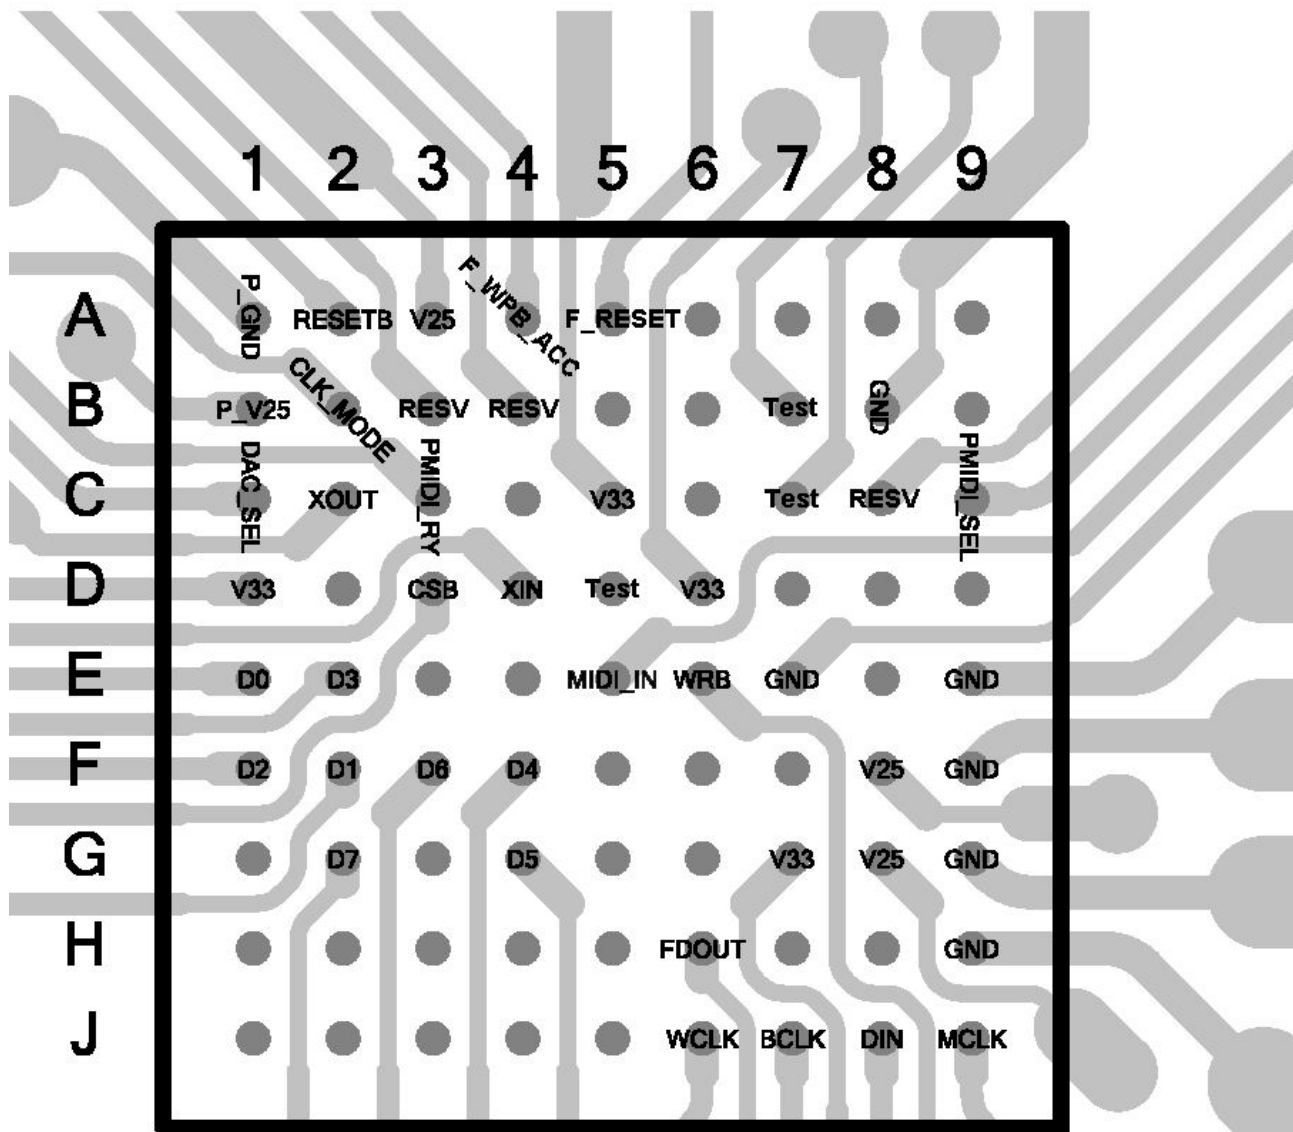 1 2 3 4 5 6 7 8 9
A P_GND RESETB V25 F_WPB_ACC F_RESET
B P_V25 CLK_MODE RESV RESV Test GND
C DAC_SEL XOUT PMIDI_RY V33 Test RESV PMIDI_SEL
D V33 CSB XIN Test V33
E D0 D3 MIDI_IN WRB GND GND
F D2 D1 D6 D4 V25 GND
G D7 D5 V33 V25 GND
H FDOUT GND
J WCLK BCLK DIN MCLK